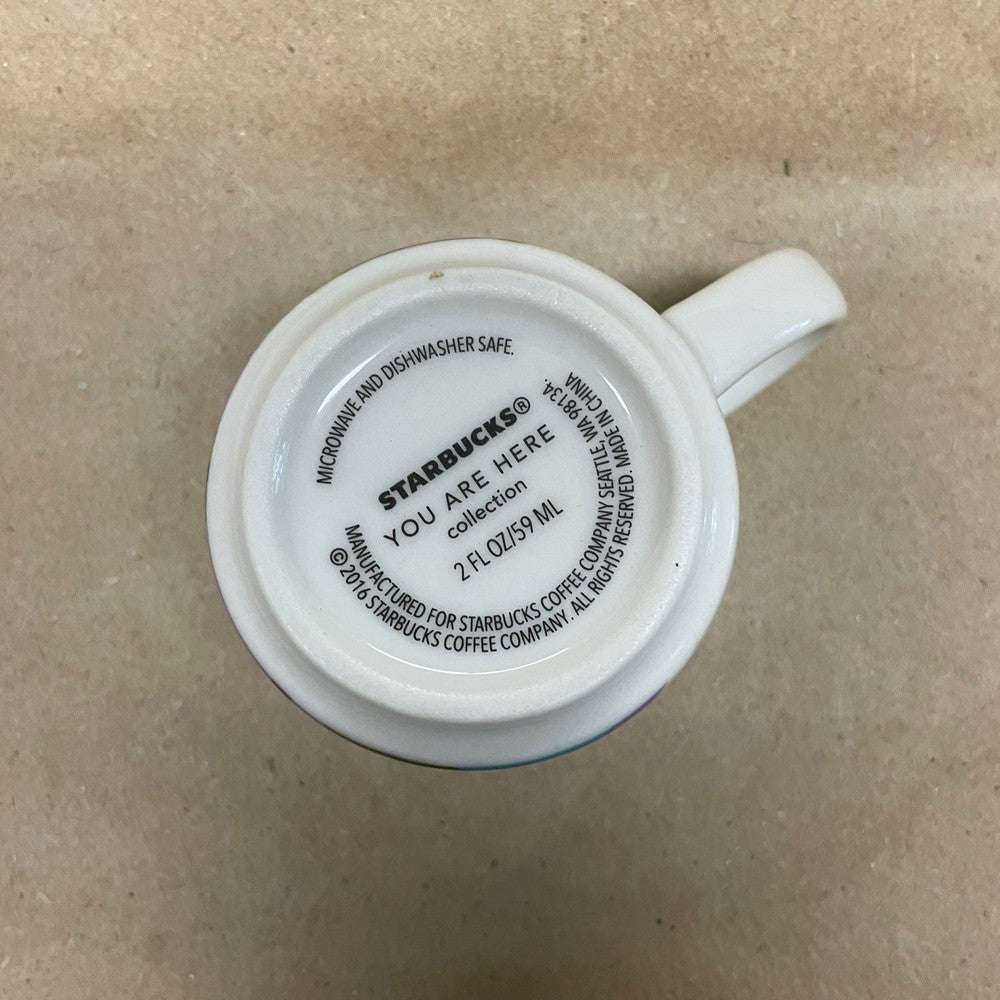 MICROWAVE AND DISHWASHER SAFE.
STARBUCKS®
YOU ARE HERE
collection
2 FL OZ/59 ML
MANUFACTURED FOR STARBUCKS COFFEE COMPANY SEATTLE, WA 98134.
©2016 STARBUCKS COFFEE COMPANY. ALL RIGHTS RESERVED. MADE IN CHINA